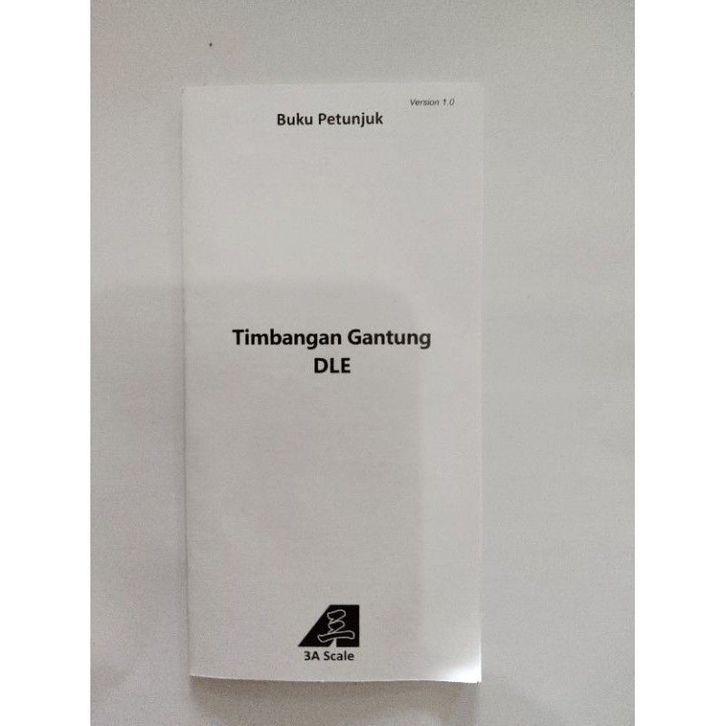 Version 1.0
Buku Petunjuk
Timbangan Gantung
DLE
3A Scale